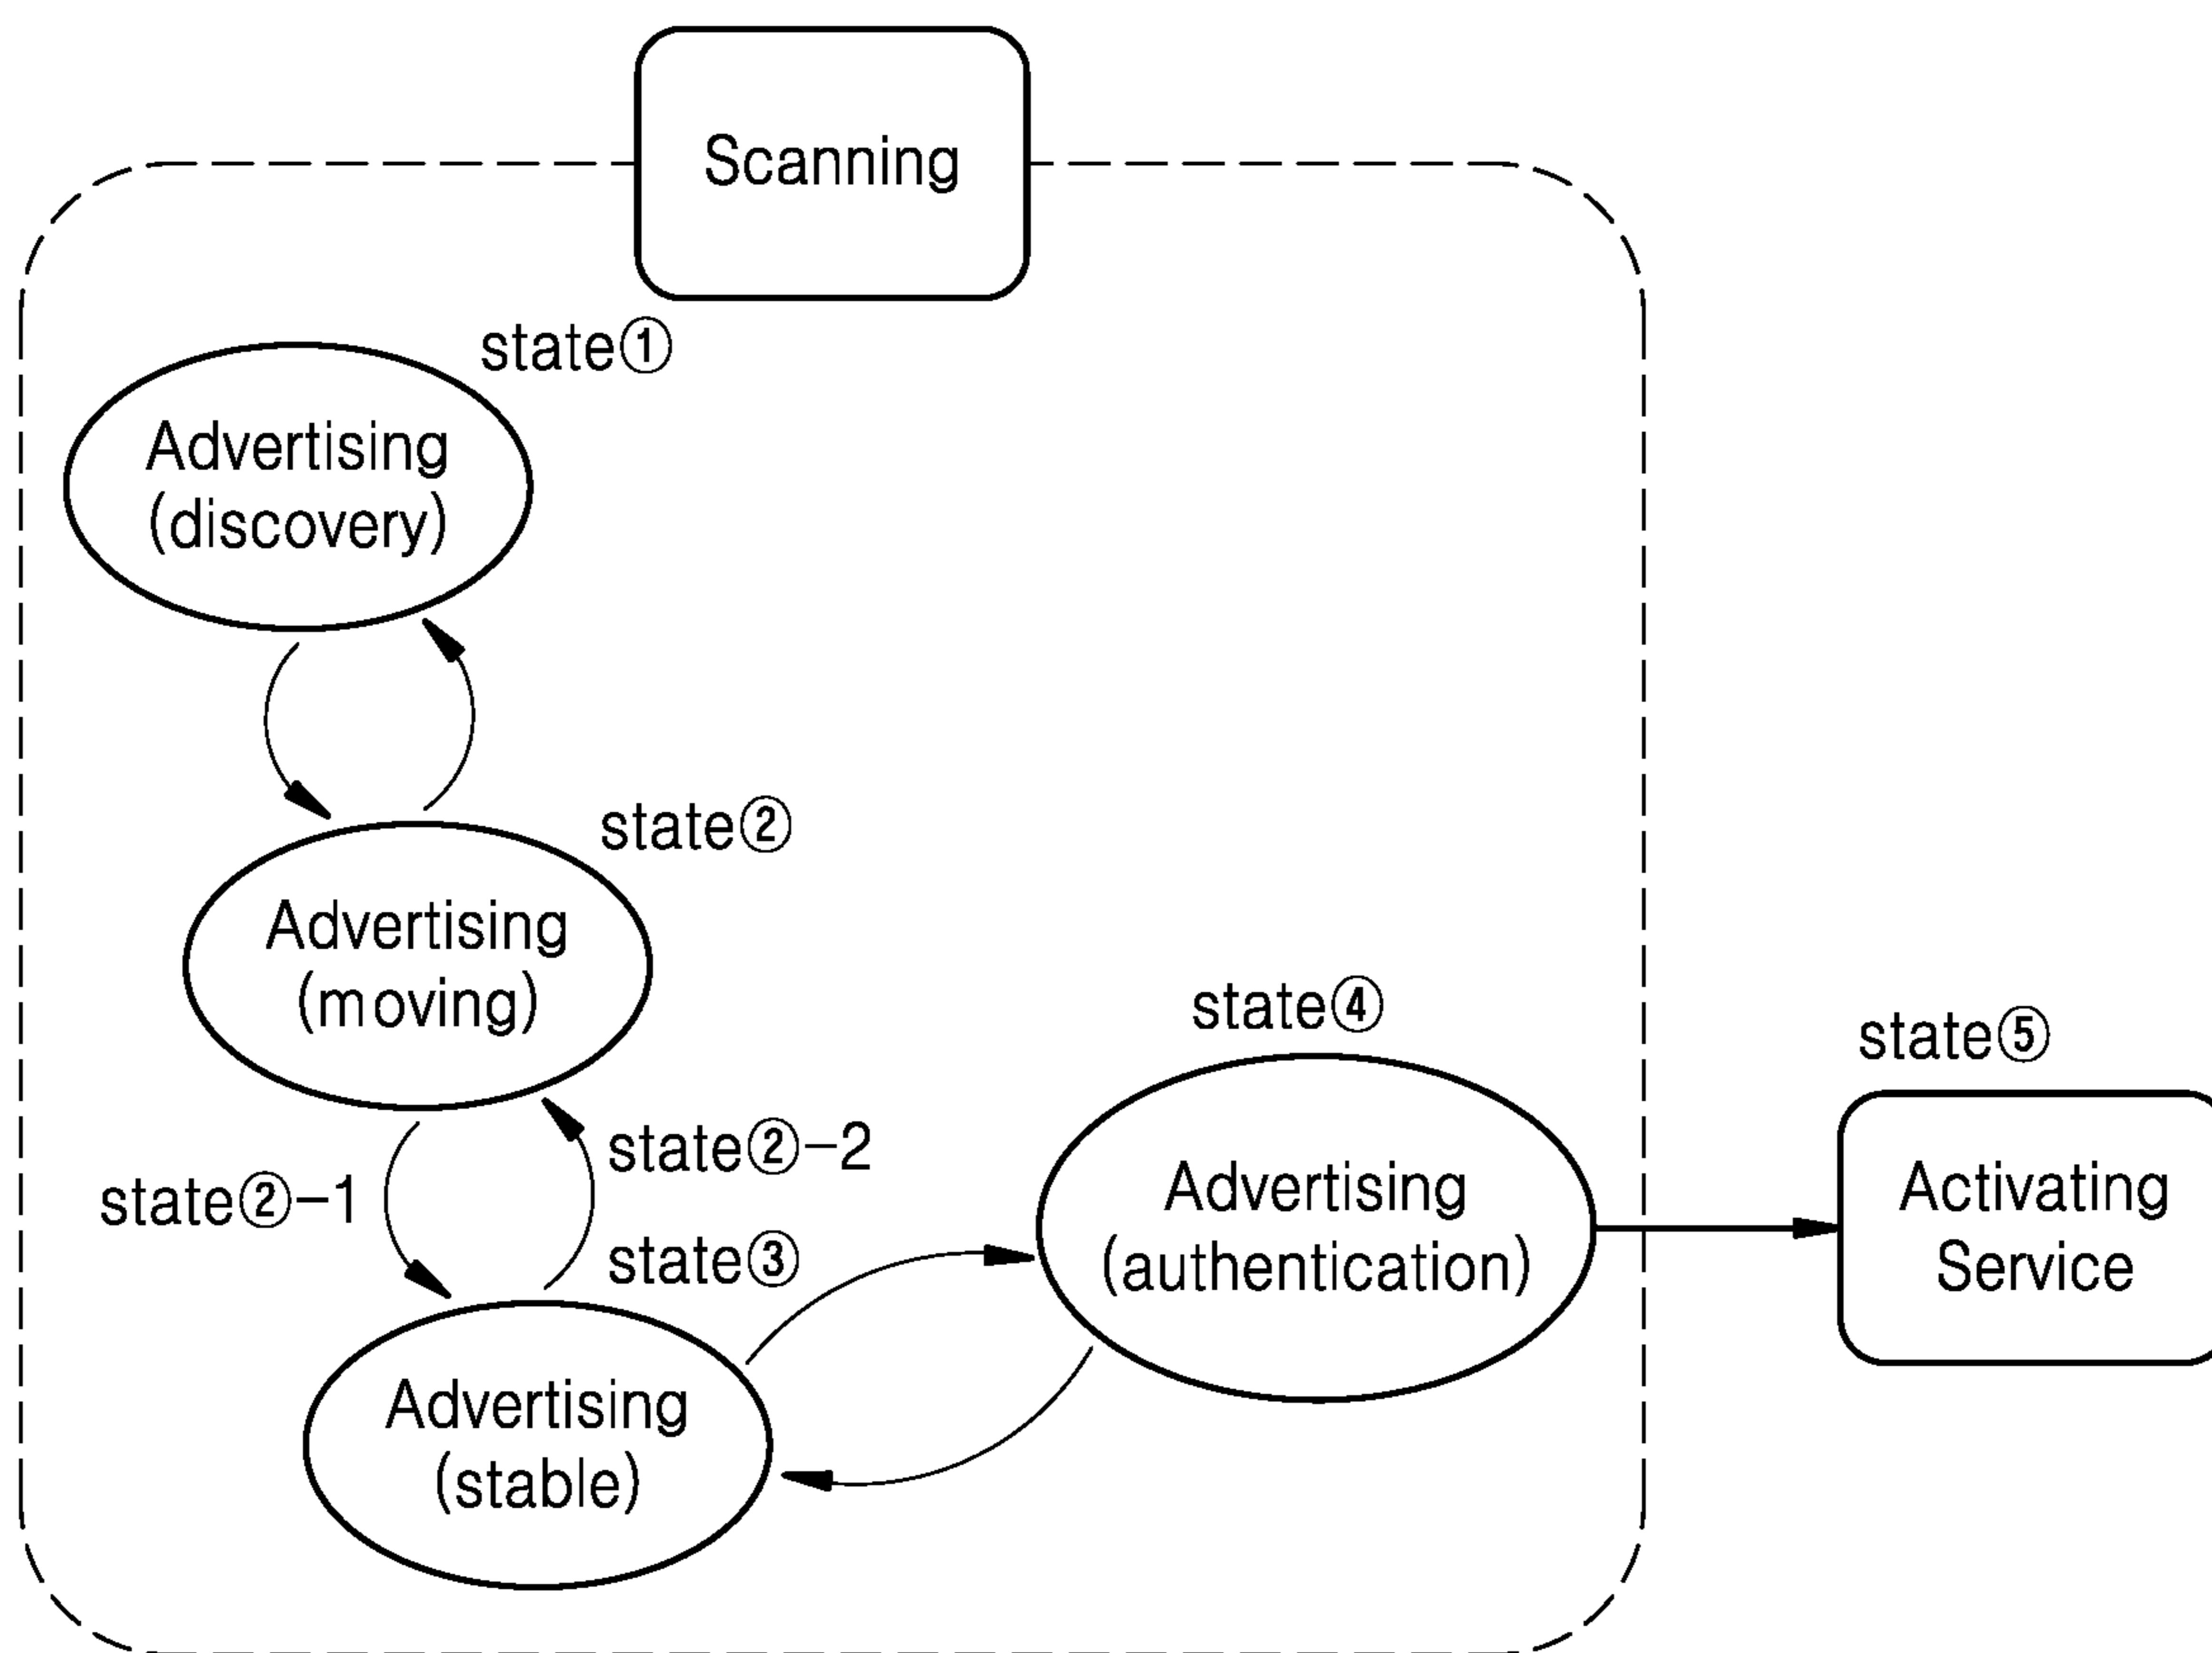 Scanning
state①
Advertising
(discovery)
state②
Advertising
(moving)
state②-1
state②-2
state③
Advertising
(stable)
state④
Advertising
(authentication)
state⑤
Activating
Service